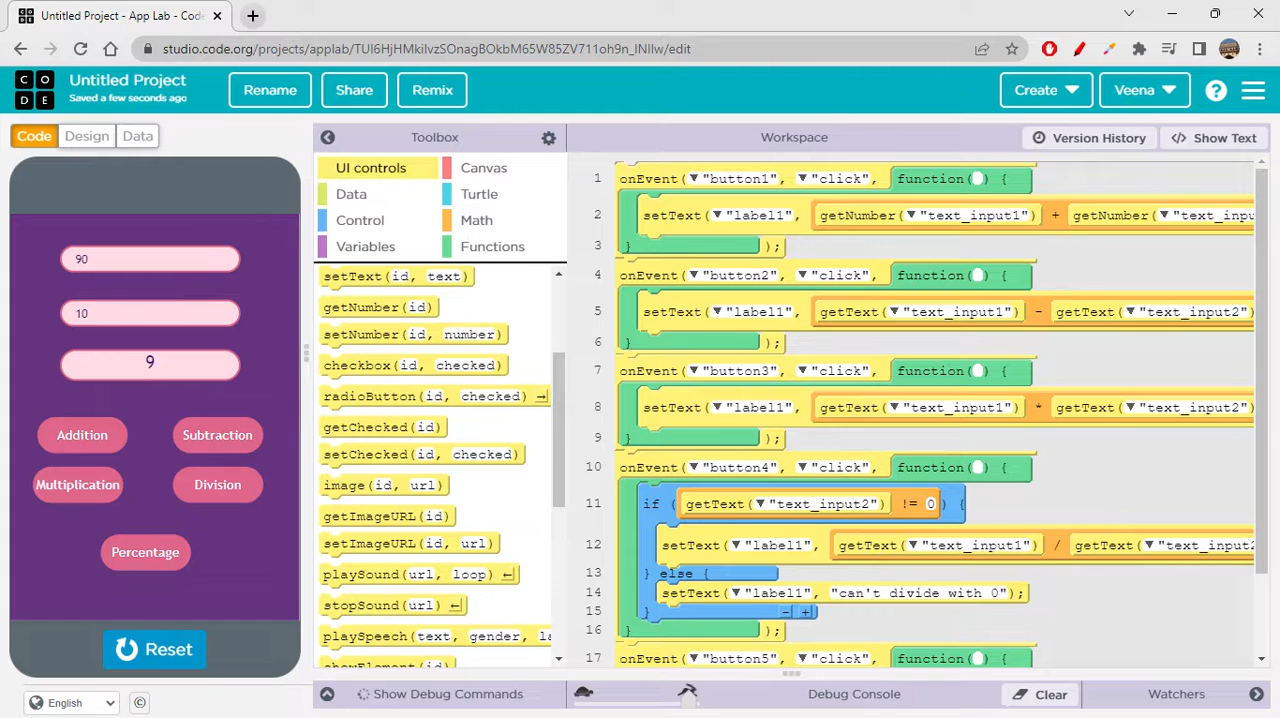 Untitled Project - App Lab - Code
studio.code.org/projects/applab/TUI6HjHMkiIvzSOnagBOkbM65W85ZV711oh9n_INIIw/edit
C O
D E
Untitled Project
Saved a few seconds ago
Rename
Share
Remix
Create
Veena
?
Code
Design
Data
Toolbox
Workspace
Version History
</> Show Text
90
10
9
Addition
Subtraction
Multiplication
Division
Percentage
Reset
UI controls
Canvas
Data
Turtle
Control
Math
Variables
Functions
setText(id, text)
getNumber(id)
setNumber(id, number)
checkbox(id, checked)
radioButton(id, checked)
getChecked(id)
setChecked(id, checked)
image(id, url)
getImageURL(id)
setImageURL(id, url)
playSound(url, loop)
stopSound(url)
playSpeech(text, gender, la
showElement(id)
1 onEvent("button1", "click", function() {
2 setText("label1", getNumber("text_input1") + getNumber("text_inpu
3 } );
4 onEvent("button2", "click", function() {
5 setText("label1", getText("text_input1") - getText("text_input2")
6 } );
7 onEvent("button3", "click", function() {
8 setText("label1", getText("text_input1") * getText("text_input2")
9 } );
10 onEvent("button4", "click", function() {
11 if (getText("text_input2") != 0) {
12 setText("label1", getText("text_input1") / getText("text_input2
13 } else {
14 setText("label1", "can't divide with 0");
15 } - +
16 } );
17 onEvent("button5", "click", function() {
English
©
Show Debug Commands
Debug Console
Clear
Watchers